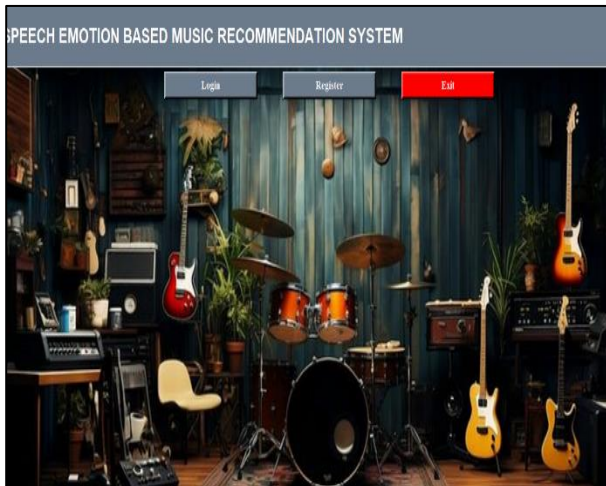 SPEECH EMOTION BASED MUSIC RECOMMENDATION SYSTEM
Login Register Exit